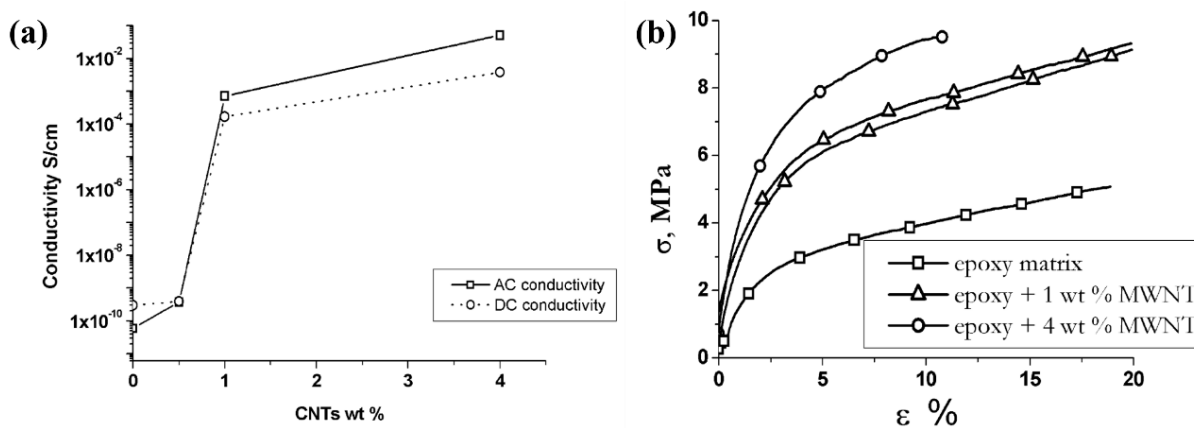 (a)
Conductivity S/cm
1x10⁻²
1x10⁻⁴
1x10⁻⁶
1x10⁻⁸
1x10⁻¹⁰
0 1 2 3 4
CNTs wt %
AC conductivity
DC conductivity
(b)
σ, MPa
10
8
6
4
2
0
0 5 10 15 20
ε %
epoxy matrix
epoxy + 1 wt % MWNT
epoxy + 4 wt % MWNT